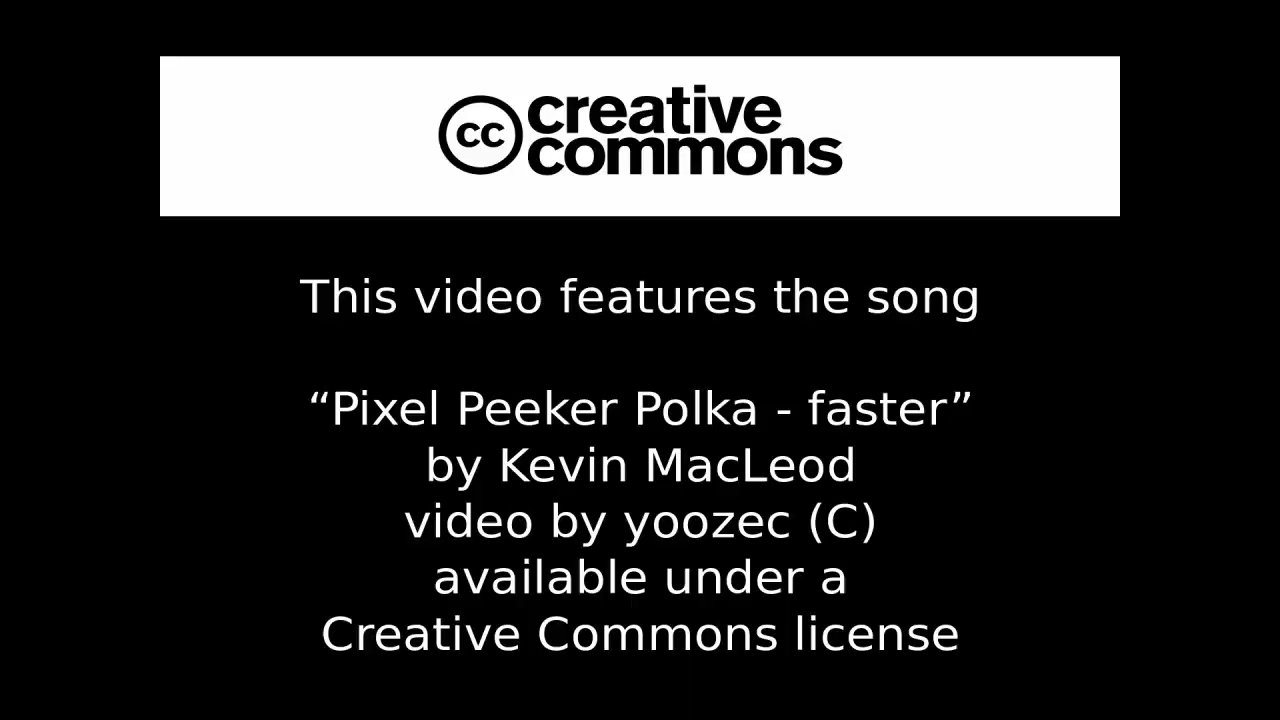 cc creative
commons
This video features the song
“Pixel Peeker Polka - faster”
by Kevin MacLeod
video by yoozec (C)
available under a
Creative Commons license